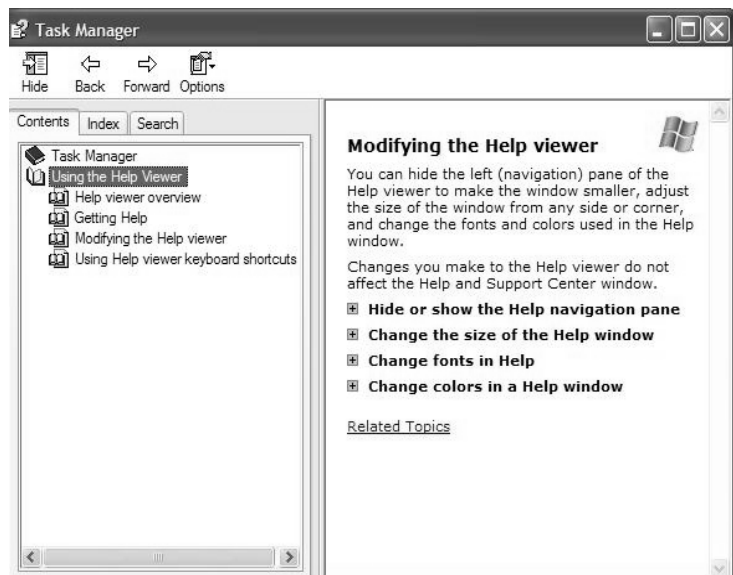 Task Manager
Hide Back Forward Options
Contents Index Search
Task Manager
Using the Help Viewer
Help viewer overview
Getting Help
Modifying the Help viewer
Using Help viewer keyboard shortcuts
Modifying the Help viewer
You can hide the left (navigation) pane of the
Help viewer to make the window smaller, adjust
the size of the window from any side or corner,
and change the fonts and colors used in the Help
window.
Changes you make to the Help viewer do not
affect the Help and Support Center window.
Hide or show the Help navigation pane
Change the size of the Help window
Change fonts in Help
Change colors in a Help window
Related Topics